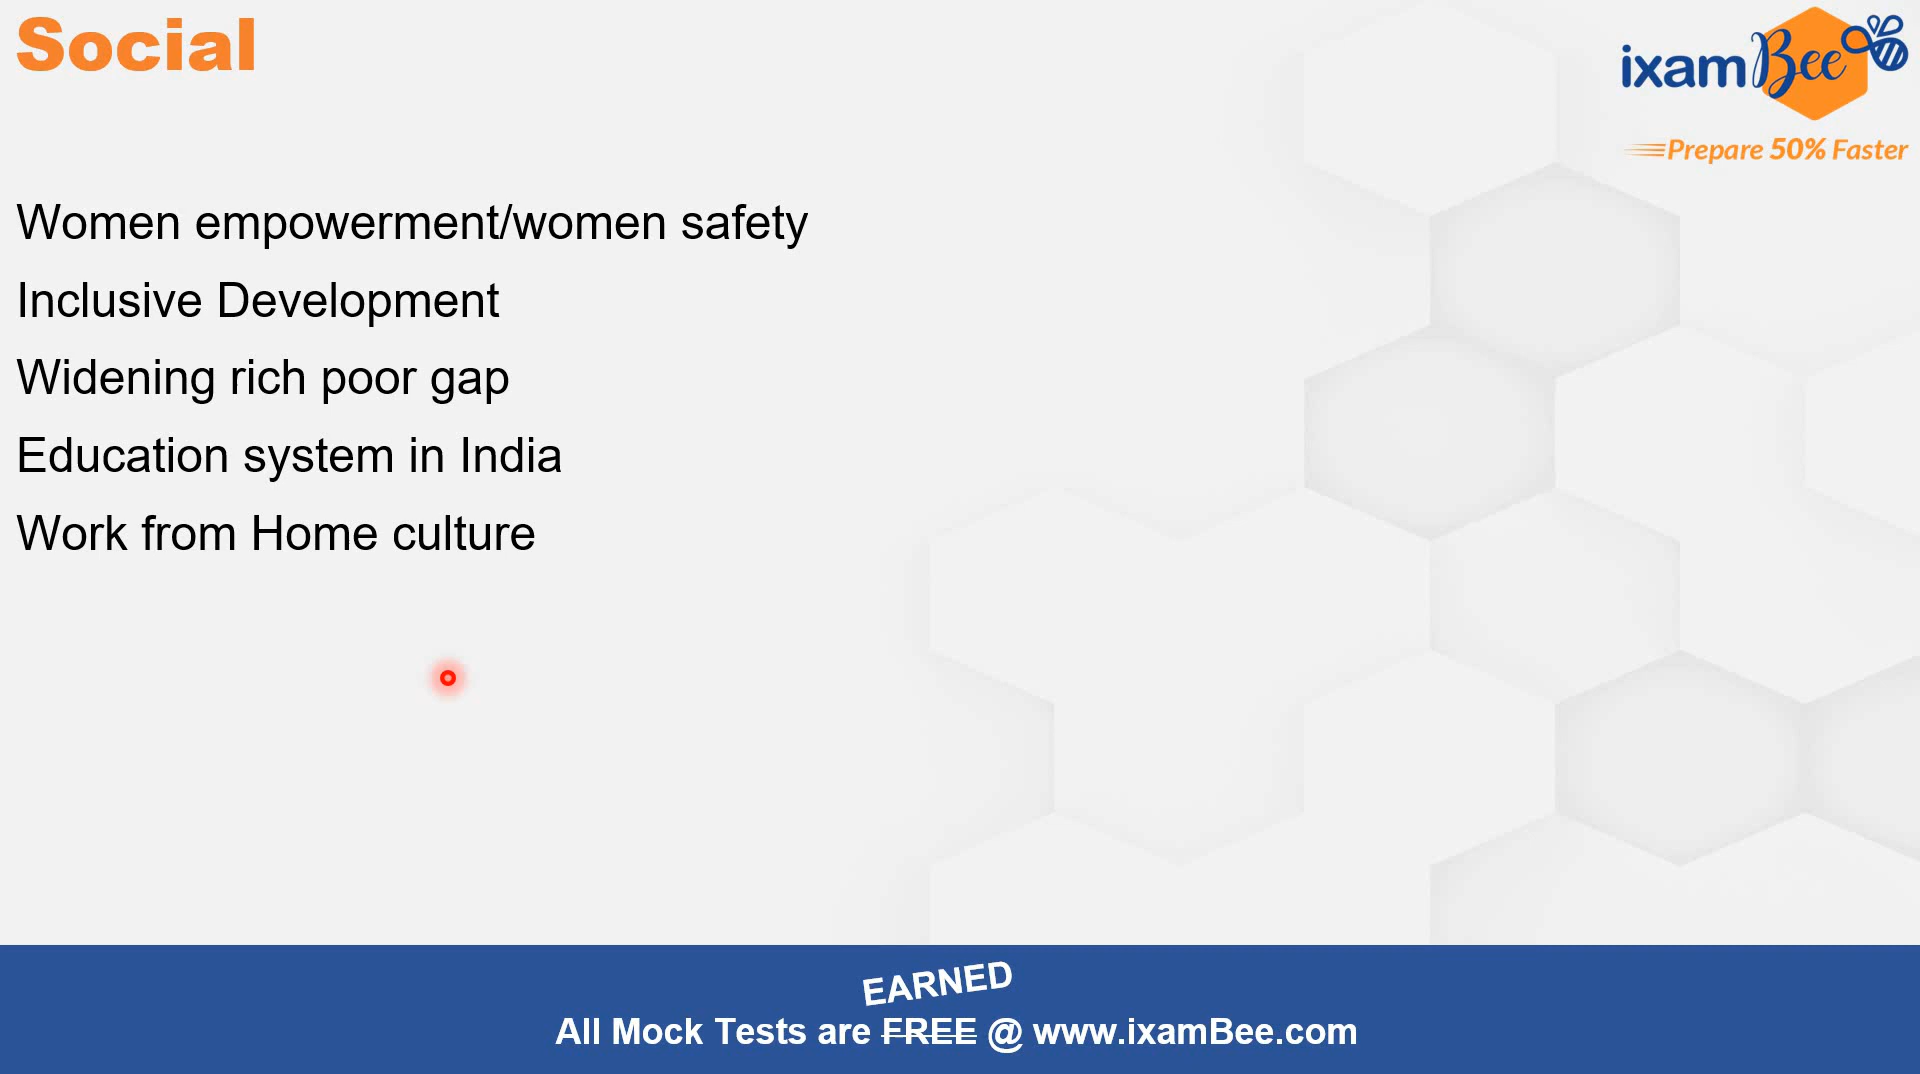 Social
ixamBee
Prepare 50% Faster
Women empowerment/women safety
Inclusive Development
Widening rich poor gap
Education system in India
Work from Home culture
EARNED
All Mock Tests are FREE @ www.ixamBee.com